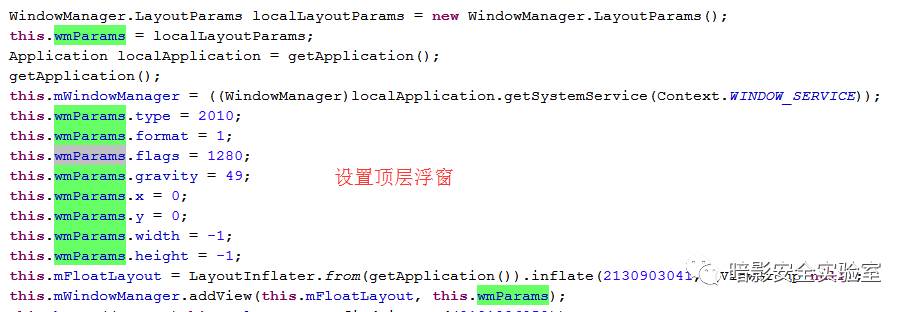 WindowManager.LayoutParams localLayoutParams = new WindowManager.LayoutParams();
this.wmParams = localLayoutParams;
Application localApplication = getApplication();
getApplication();
this.mWindowManager = ((WindowManager)localApplication.getSystemService(Context.WINDOW_SERVICE));
this.wmParams.type = 2010;
this.wmParams.format = 1;
this.wmParams.flags = 1280;
this.wmParams.gravity = 49;
设置顶层浮窗
this.wmParams.x = 0;
this.wmParams.y = 0;
this.wmParams.width = -1;
this.wmParams.height = -1;
this.mFloatLayout = LayoutInflater.from(getApplication()).inflate(2130903041,
暗影安全实验室
this.mWindowManager.addView(this.mFloatLayout, this.wmParams);